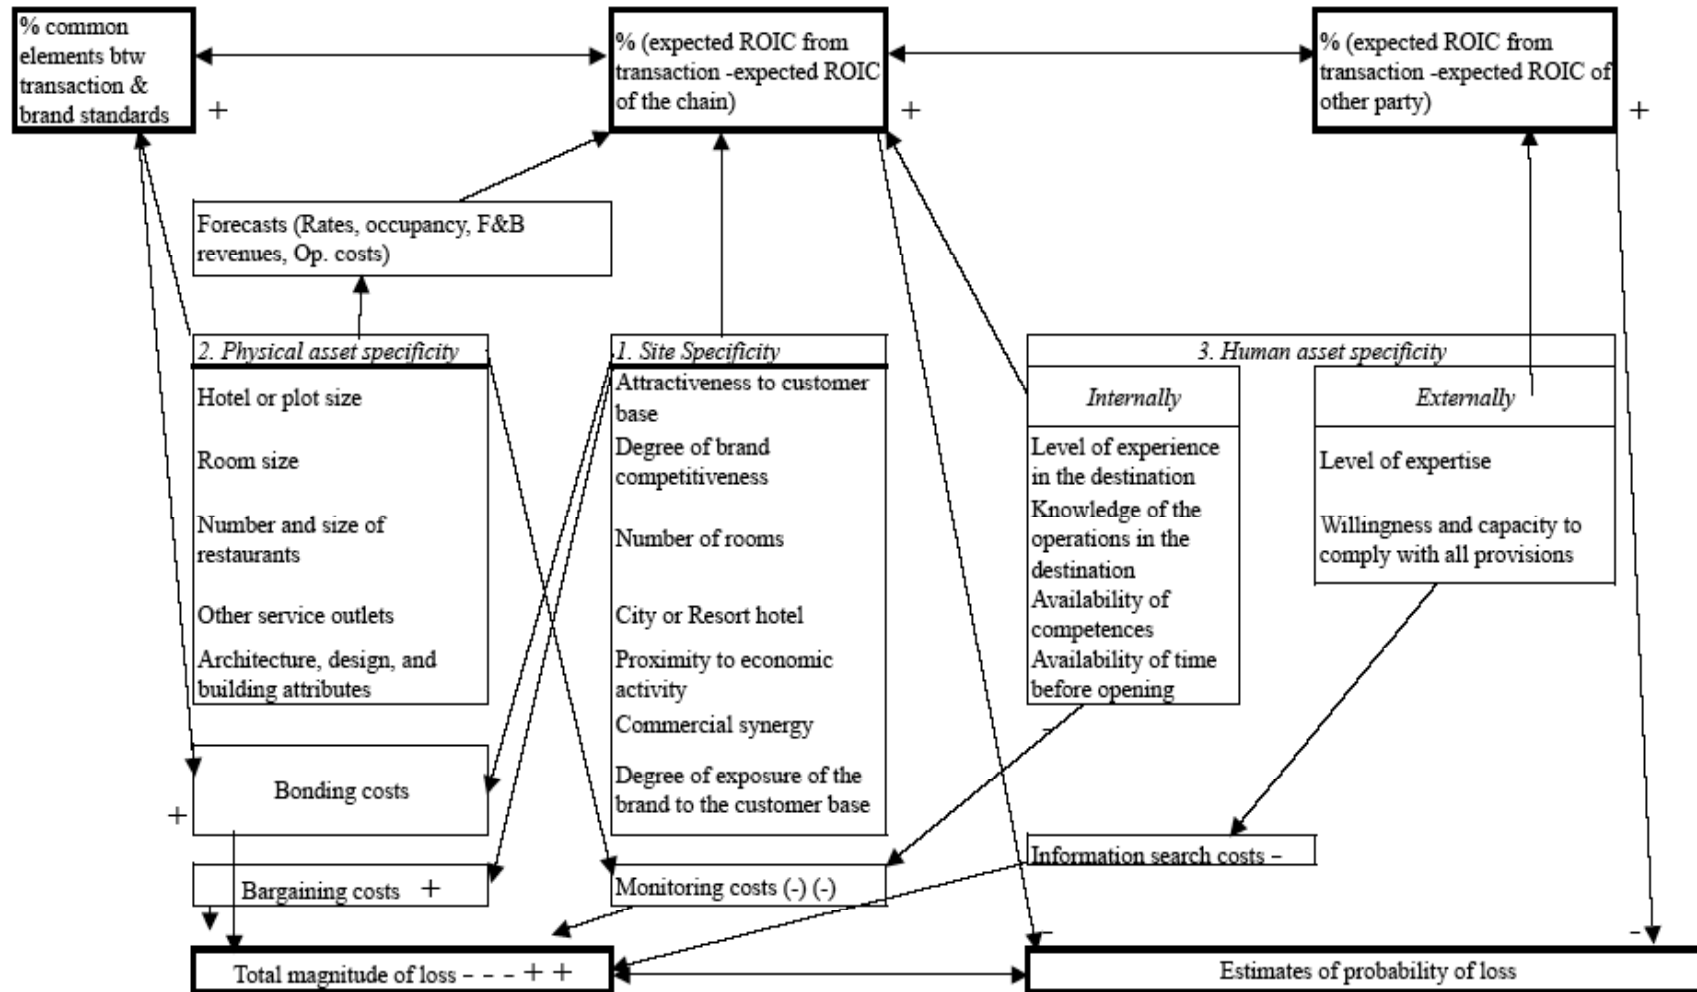 % common
elements btw
transaction &
brand standards
+
% (expected ROIC from
transaction -expected ROIC
of the chain)
+
% (expected ROIC from
transaction -expected ROIC of
other party)
+
Forecasts (Rates, occupancy, F&B
revenues, Op. costs)
2. Physical asset specificity
Hotel or plot size
Room size
Number and size of
restaurants
Other service outlets
Architecture, design, and
building attributes
1. Site Specificity
Attractiveness to customer
base
Degree of brand
competitiveness
Number of rooms
City or Resort hotel
Proximity to economic
activity
Commercial synergy
Degree of exposure of the
brand to the customer base
3. Human asset specificity
Internally
Level of experience
in the destination
Knowledge of the
operations in the
destination
Availability of
competences
Availability of time
before opening
-
Externally
Level of expertise
Willingness and capacity to
comply with all provisions
Bonding costs
+
Bargaining costs +
Monitoring costs (-) (-)
Information search costs -
-
-
Total magnitude of loss - - - + +
Estimates of probability of loss